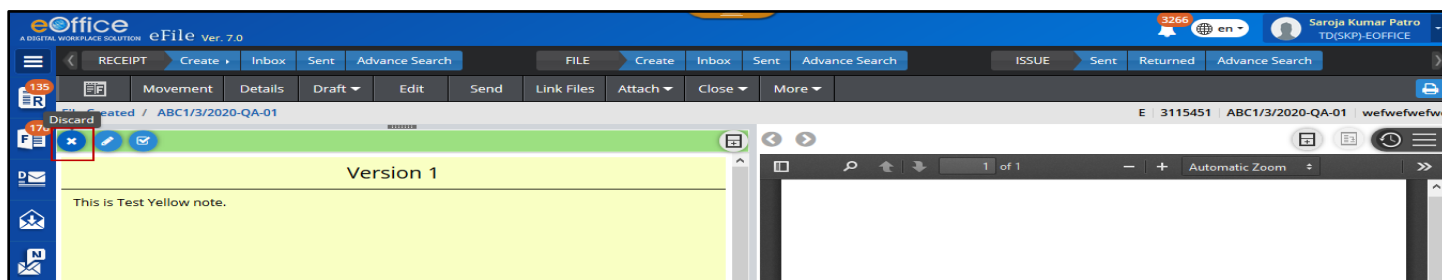 eOffice
A DIGITAL WORKPLACE SOLUTION eFile Ver. 7.0
3266 en Saroja Kumar Patro
TD(SKP)-EOFFICE
RECEIPT Create Inbox Sent Advance Search FILE Create Inbox Sent Advance Search ISSUE Sent Returned Advance Search
135 R Movement Details Draft Edit Send Link Files Attach Close More
File Created / ABC1/3/2020-QA-01 E 3115451 ABC1/3/2020-QA-01 wefwefwefw
Discard
F
1 of 1 Automatic Zoom
Version 1
This is Test Yellow note.
D
N